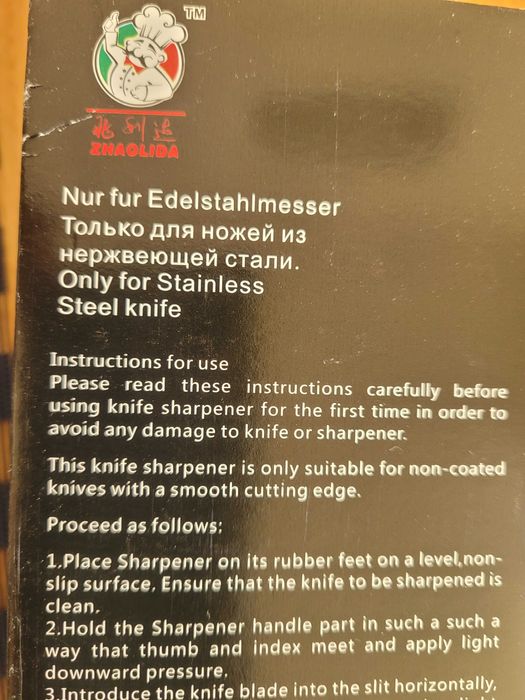 TM
ZHAOLIDA
Nur fur Edelstahlmesser
Только для ножей из
нержвеющей стали.
Only for Stainless
Steel knife
Instructions for use
Please read these instructions carefully before
using knife sharpener for the first time in order to
avoid any damage to knife or sharpener.
This knife sharpener is only suitable for non-coated
knives with a smooth cutting edge.
Proceed as follows:
1.Place Sharpener on its rubber feet on a level,non-
slip surface, Ensure that the knife to be sharpened is
clean.
2.Hold the Sharpener handle part in such a such a
way that thumb and index meet and apply light
downward pressure.
3.Introduce the knife blade into the slit horizontally,